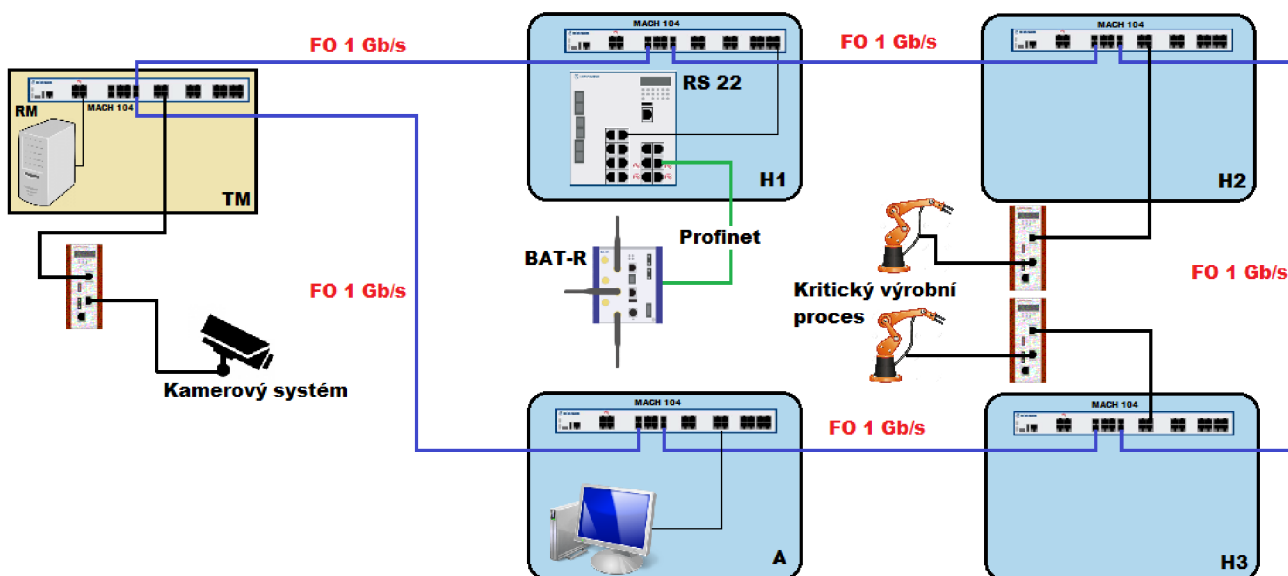 MACH 104
MACH 104
FO 1 Gb/s
FO 1 Gb/s
RS 22
RM
MACH 104
TM
H1
H2
Profinet
BAT-R
FO 1 Gb/s
FO 1 Gb/s
Kritický výrobní
proces
Kamerový systém
MACH 104
MACH 104
FO 1 Gb/s
A
H3